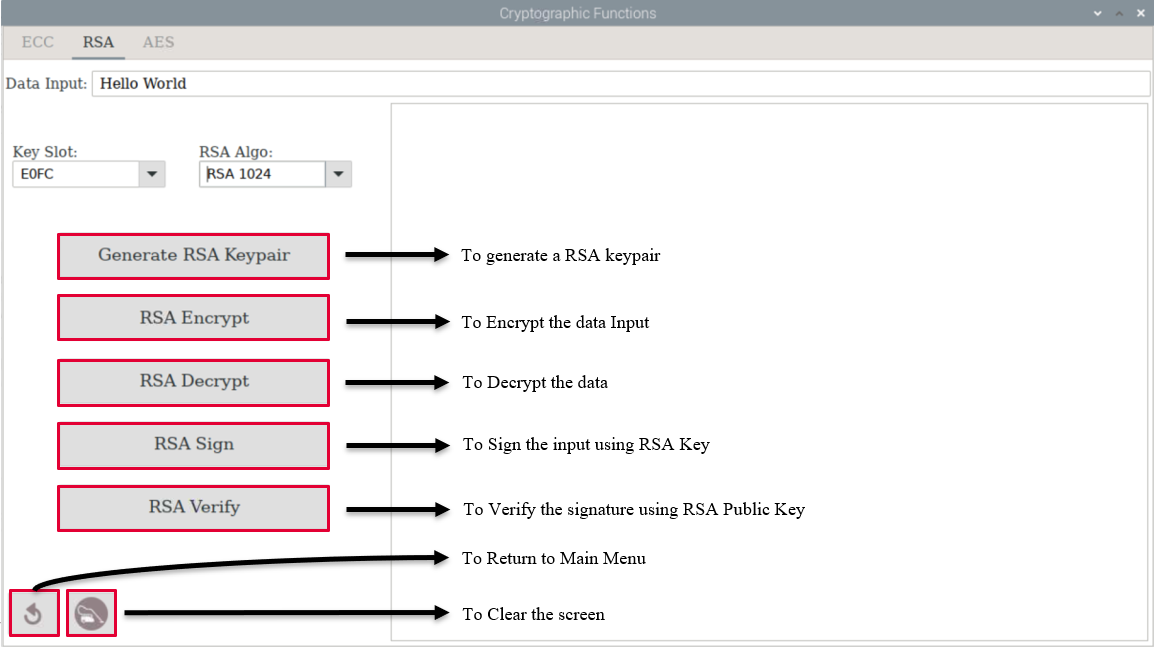 Cryptographic Functions
ECC RSA AES
Data Input: Hello World
Key Slot: RSA Algo:
E0FC RSA 1024
Generate RSA Keypair To generate a RSA keypair
RSA Encrypt To Encrypt the data Input
RSA Decrypt To Decrypt the data
RSA Sign To Sign the input using RSA Key
RSA Verify To Verify the signature using RSA Public Key
To Return to Main Menu
To Clear the screen